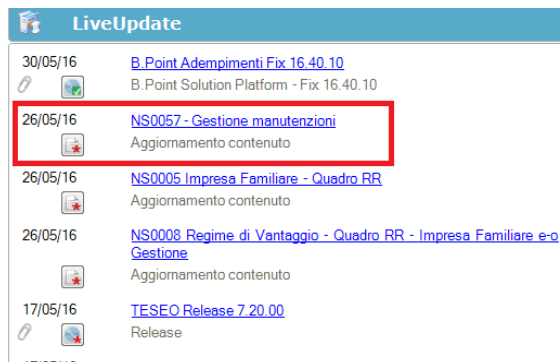 LiveUpdate
30/05/16 B.Point Adempimenti Fix 16.40.10
B.Point Solution Platform - Fix 16.40.10
26/05/16 NS0057 - Gestione manutenzioni
Aggiornamento contenuto
26/05/16 NS0005 Impresa Familiare - Quadro RR
Aggiornamento contenuto
26/05/16 NS0008 Regime di Vantaggio - Quadro RR - Impresa Familiare e-o
Gestione
Aggiornamento contenuto
17/05/16 TESEO Release 7.20.00
Release